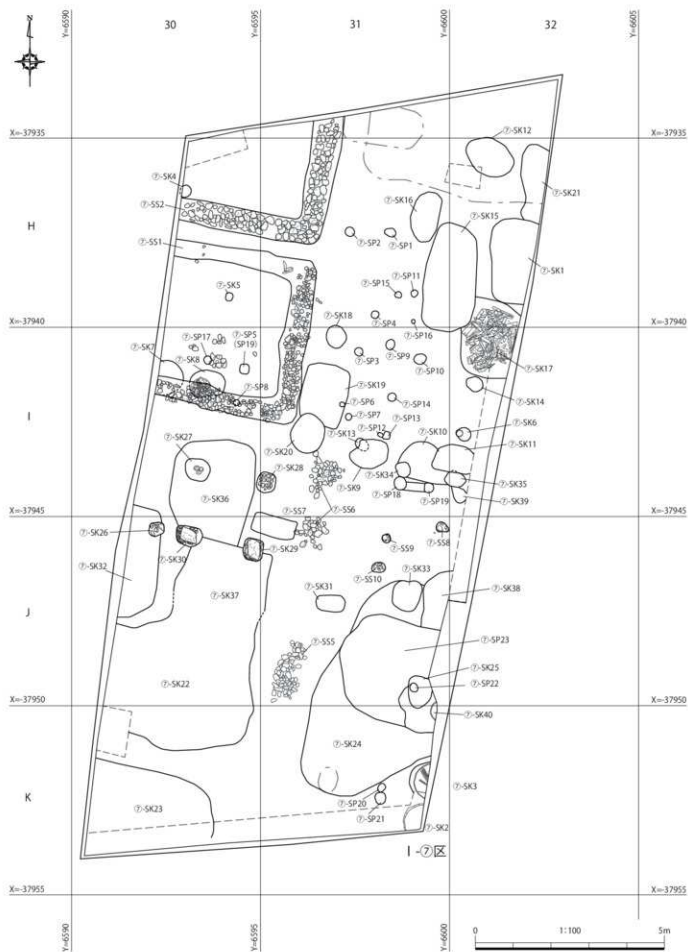 30
31
32
Y=6590
Y=6595
Y=6600
Y=6605
N
X=-37935
X=-37935
⑦-SK12
⑦-SK4
⑦-SK21
⑦-SS2
⑦-SK16
⑦-SK15
H
⑦-SP2
⑦-SP1
⑦-SS1
⑦-SK1
⑦-SP11
⑦-SP15
⑦-SK5
⑦-SK18
⑦-SP4
X=-37940
X=-37940
⑦-SP16
⑦-SP17
⑦-SP5
(SP19)
⑦-SK7
⑦-SK8
⑦-SP3
⑦-SP9
⑦-SP10
⑦-SK17
⑦-SP8
⑦-SK19
⑦-SK14
I
⑦-SP6
⑦-SP14
⑦-SP7
⑦-SP12
⑦-SP13
⑦-SK6
⑦-SK13
⑦-SK10
⑦-SK11
⑦-SK27
⑦-SK20
⑦-SK28
⑦-SK34
⑦-SK35
⑦-SK9
⑦-SP18
⑦-SP19
⑦-SK39
⑦-SK36
⑦-SS7
⑦-SS6
X=-37945
X=-37945
⑦-SK26
⑦-SK30
⑦-SK29
⑦-SS9
⑦-SS8
⑦-SK32
⑦-SS10
⑦-SK33
⑦-SK37
⑦-SK31
⑦-SK38
J
⑦-SS5
⑦-SP23
⑦-SK25
⑦-SK22
⑦-SP22
X=-37950
X=-37950
⑦-SK40
⑦-SK24
⑦-SK3
K
⑦-SK23
⑦-SP20
⑦-SP21
⑦-SK2
Ⅰ-⑦区
X=-37955
X=-37955
Y=6590
Y=6595
Y=6600
0
1:100
5m